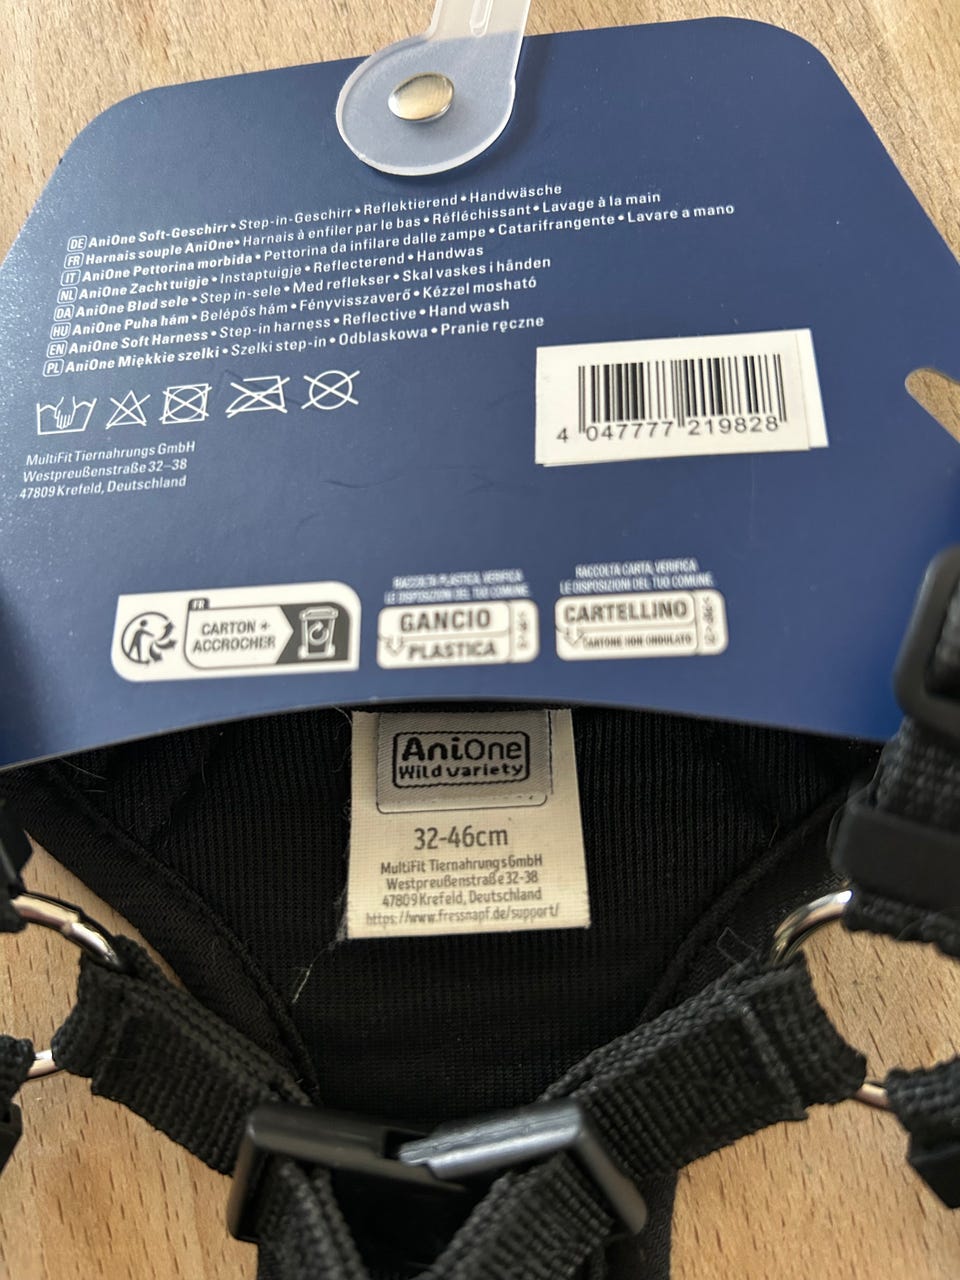 DE AniOne Soft-Geschirr • Step-in-Geschirr • Reflektierend • Handwäsche
FR Harnais souple AniOne• Harnais à enfiler par le bas • Réfléchissant • Lavage à la main
IT AniOne Pettorina morbida • Pettorina da infilare dalle zampe • Catarifrangente • Lavare a mano
NL AniOne Zacht tuigje • Instaptuigje • Reflecterend • Handwas
DA AniOne Blød sele • Step in-sele • Med reflekser • Skal vaskes i hånden
HU AniOne Puha hám • Belépős hám • Fényvisszaverő • Kézzel mosható
EN AniOne Soft Harness • Step-in harness • Reflective • Hand wash
PL AniOne Miękkie szelki • Szelki step-in • Odblaskowa • Pranie ręczne
4 047777 219828
MultiFit Tiernahrungs GmbH
Westpreußenstraße 32–38
47809 Krefeld, Deutschland
FR
CARTON +
ACCROCHER
RACCOLTA PLASTICA, VERIFICA
LE DISPOSIZIONI DEL TUO COMUNE
GANCIO
PLASTICA
RACCOLTA CARTA, VERIFICA
LE DISPOSIZIONI DEL TUO COMUNE
CARTELLINO
CARTONE NON ONDULATO
AniOne
Wildvariety
32-46cm
MultiFit Tiernahrungs GmbH
Westpreußenstraße 32-38
47809 Krefeld, Deutschland
https://www.fressnapf.de/support/